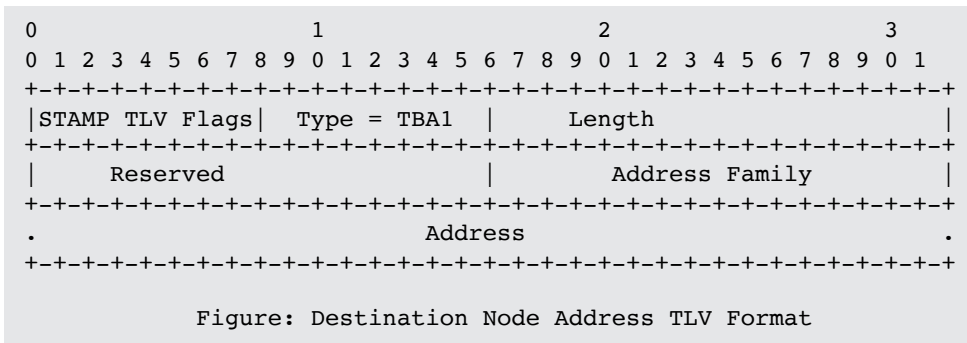 0                   1                   2                   3
0 1 2 3 4 5 6 7 8 9 0 1 2 3 4 5 6 7 8 9 0 1 2 3 4 5 6 7 8 9 0 1
+-+-+-+-+-+-+-+-+-+-+-+-+-+-+-+-+-+-+-+-+-+-+-+-+-+-+-+-+-+-+-+-+
|STAMP TLV Flags|  Type = TBA1  |     Length                    |
+-+-+-+-+-+-+-+-+-+-+-+-+-+-+-+-+-+-+-+-+-+-+-+-+-+-+-+-+-+-+-+-+
|     Reserved                  |        Address Family         |
+-+-+-+-+-+-+-+-+-+-+-+-+-+-+-+-+-+-+-+-+-+-+-+-+-+-+-+-+-+-+-+-+
.                           Address                             .
+-+-+-+-+-+-+-+-+-+-+-+-+-+-+-+-+-+-+-+-+-+-+-+-+-+-+-+-+-+-+-+-+
Figure: Destination Node Address TLV Format